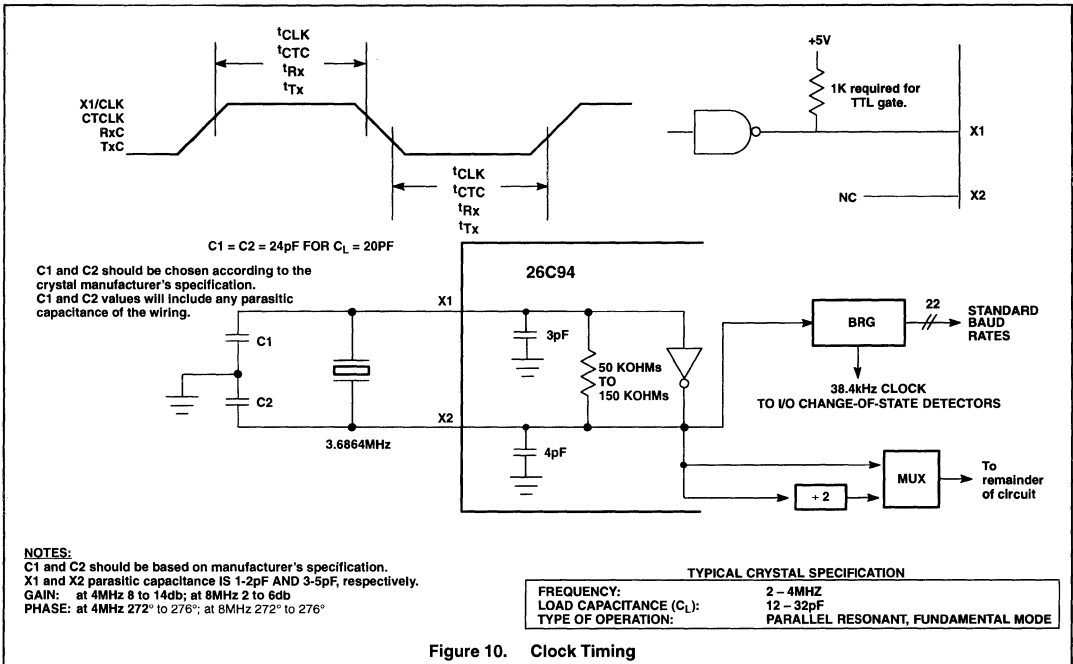 tCLK
tCTC
tRx
tTx
X1/CLK
CTCLK
RxC
TxC
tCLK
tCTC
tRx
tTx
+5V
1K required for
TTL gate.
X1
NC
X2
C1 = C2 = 24pF FOR CL = 20PF
C1 and C2 should be chosen according to the
crystal manufacturer's specification.
C1 and C2 values will include any parasitic
capacitance of the wiring.
26C94
X1
C1
C2
X2
3.6864MHz
3pF
50 KOHMs
TO
150 KOHMs
4pF
BRG
22
STANDARD
BAUD
RATES
38.4kHz CLOCK
TO I/O CHANGE-OF-STATE DETECTORS
MUX
÷ 2
To
remainder
of circuit
NOTES:
C1 and C2 should be based on manufacturer's specification.
X1 and X2 parasitic capacitance IS 1-2pF AND 3-5pF, respectively.
GAIN: at 4MHz 8 to 14db; at 8MHz 2 to 6db
PHASE: at 4MHz 272° to 276°; at 8MHz 272° to 276°
TYPICAL CRYSTAL SPECIFICATION
FREQUENCY: 2 – 4MHZ
LOAD CAPACITANCE (CL): 12 – 32pF
TYPE OF OPERATION: PARALLEL RESONANT, FUNDAMENTAL MODE
Figure 10. Clock Timing